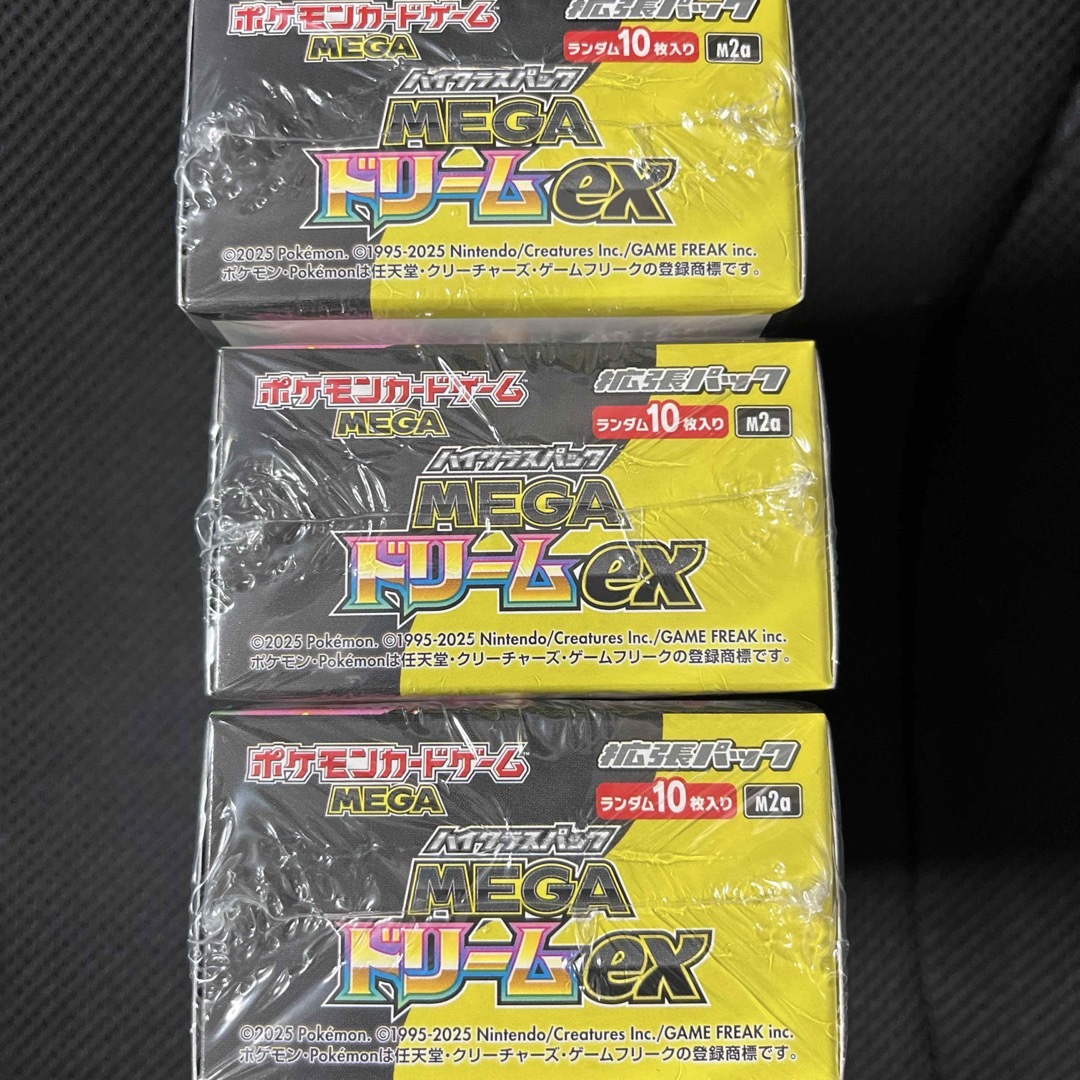 ポケモンカードゲーム 拡張パック
MEGA ランダム10枚入り M2a
ハイクラスパック
MEGA
ドリームex
©2025 Pokémon. ©1995-2025 Nintendo/Creatures Inc./GAME FREAK inc.
ポケモン・Pokémonは任天堂・クリーチャーズ・ゲームフリークの登録商標です。
ポケモンカードゲーム 拡張パック
MEGA ランダム10枚入り M2a
ハイクラスパック
MEGA
ドリームex
©2025 Pokémon. ©1995-2025 Nintendo/Creatures Inc./GAME FREAK inc.
ポケモン・Pokémonは任天堂・クリーチャーズ・ゲームフリークの登録商標です。
ポケモンカードゲーム 拡張パック
MEGA ランダム10枚入り M2a
ハイクラスパック
MEGA
ドリームex
©2025 Pokémon. ©1995-2025 Nintendo/Creatures Inc./GAME FREAK inc.
ポケモン・Pokémonは任天堂・クリーチャーズ・ゲームフリークの登録商標です。